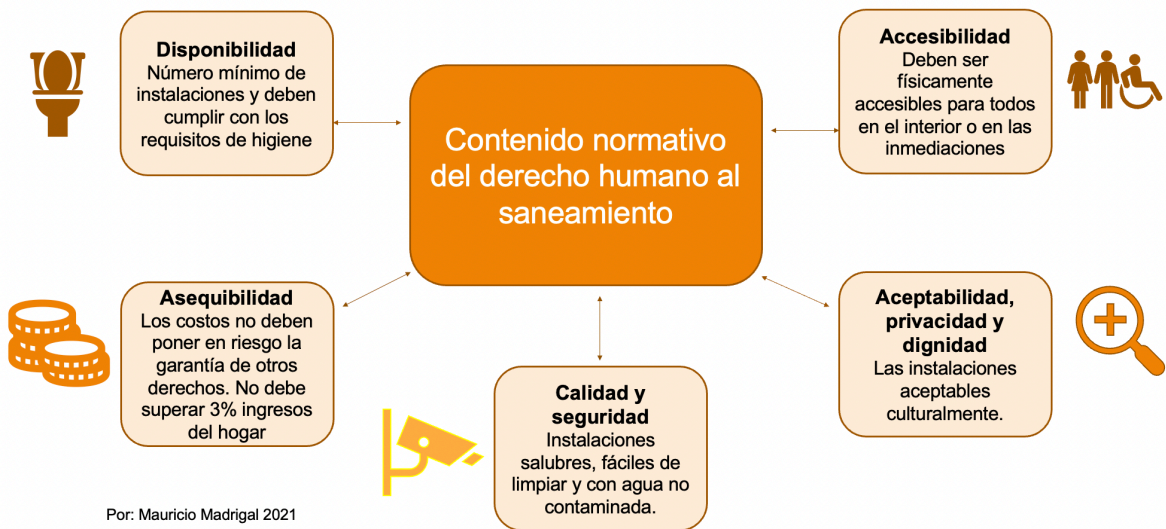 Disponibilidad
Número mínimo de
instalaciones y deben
cumplir con los
requisitos de higiene
Contenido normativo
del derecho humano al
saneamiento
Accesibilidad
Deben ser
físicamente
accesibles para todos
en el interior o en las
inmediaciones
Asequibilidad
Los costos no deben
poner en riesgo la
garantía de otros
derechos. No debe
superar 3% ingresos
del hogar
Calidad y
seguridad
Instalaciones
salubres, fáciles de
limpiar y con agua no
contaminada.
Aceptabilidad,
privacidad y
dignidad
Las instalaciones
aceptables
culturalmente.
Por: Mauricio Madrigal 2021